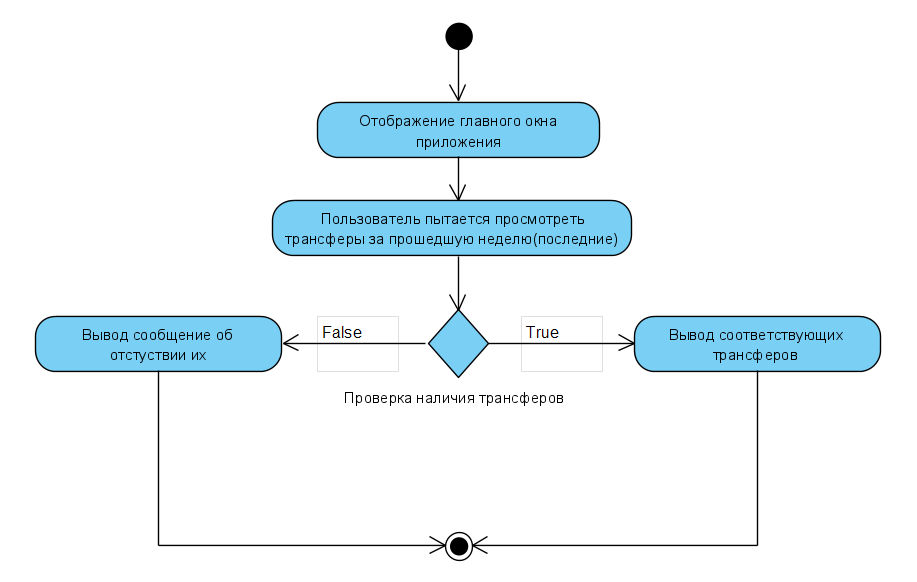 Отображение главного окна
приложения
Пользователь пытается просмотреть
трансферы за прошедшую неделю(последние)
False
True
Вывод сообщение об
отстуствии их
Вывод соответствующих
трансферов
Проверка наличия трансферов